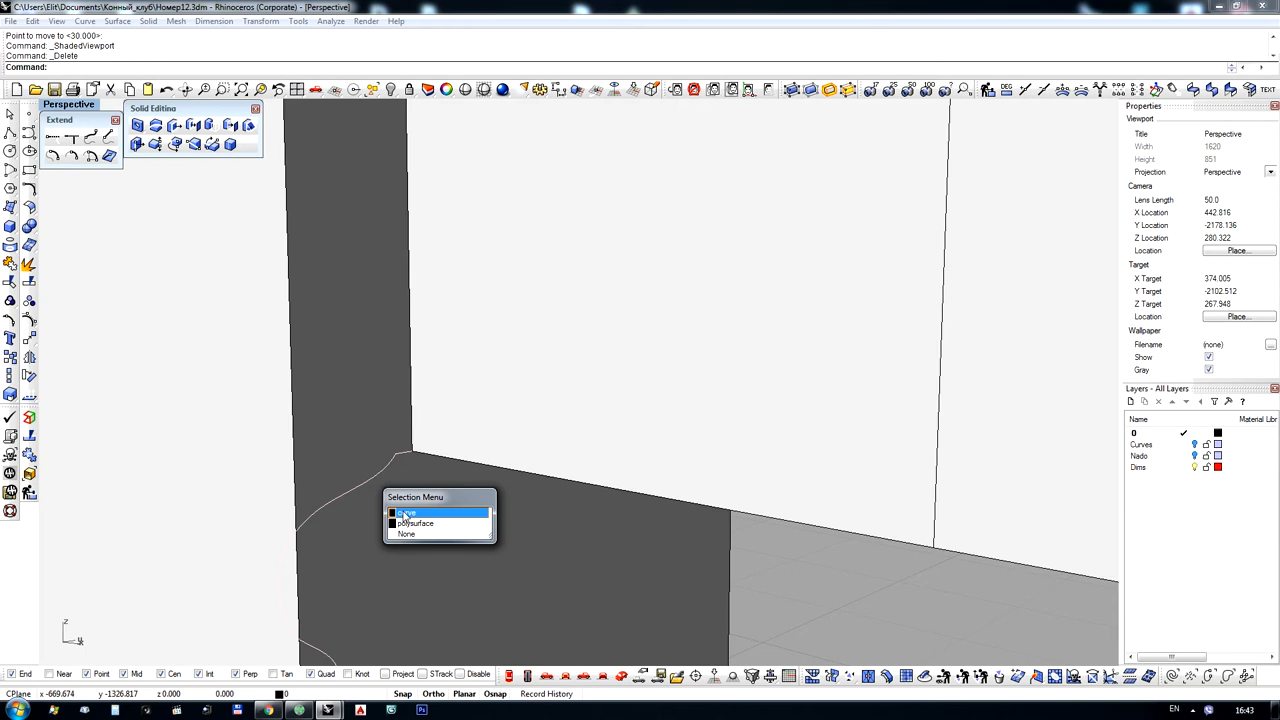 C:\Users\Elit\Documents\Конный_клуб\Номер12.3dm - Rhinoceros (Corporate) - [Perspective]
File Edit View Curve Surface Solid Mesh Dimension Transform Tools Analyze Render Help
Point to move to <30.000>:
Command: _ShadedViewport
Command: _Delete
Command:
TEXT
Perspective
Extend
Solid Editing
Properties
Viewport
Title Perspective
Width 1620
Height 851
Projection Perspective
Camera
Lens Length 50.0
X Location 442.816
Y Location -2178.136
Z Location 280.322
Location Place...
Target
X Target 374.005
Y Target -2102.512
Z Target 267.948
Location Place...
Wallpaper
Filename (none) ...
Show
Gray
Layers - All Layers
Name Material Libr
0
Curves
Nado
Dims
Selection Menu
curve
polysurface
None
z
End Near Point Mid Cen Int Perp Tan Quad Knot Project STrack Disable
CPlane x -669.674 y -1326.817 z 0.000 0.000 0 Snap Ortho Planar Osnap Record History
EN 16:43